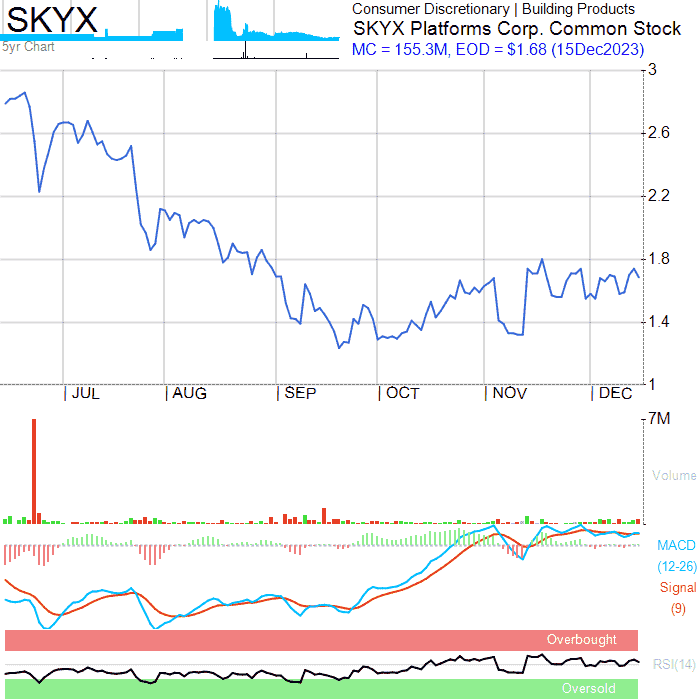 SKYX
5yr Chart
Consumer Discretionary | Building Products
SKYX Platforms Corp. Common Stock
MC = 155.3M, EOD = $1.68 (15Dec2023)
3
2.6
2.2
1.8
1.4
1
JUL AUG SEP OCT NOV DEC
7M
Volume
MACD
(12-26)
Signal
(9)
Overbought
RSI(14)
Oversold